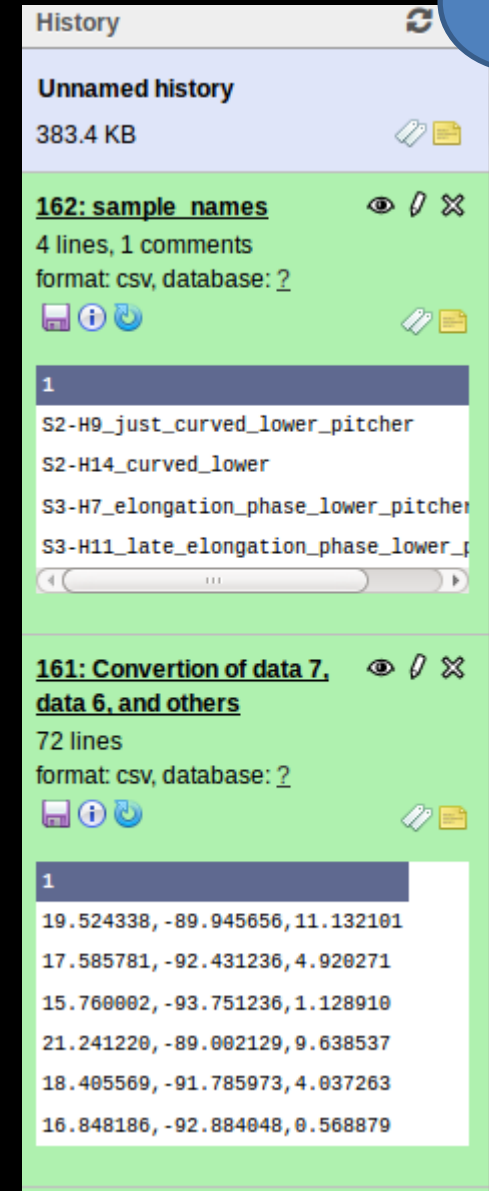 History
Unnamed history
383.4 KB
162: sample_names
4 lines, 1 comments
format: csv, database: ?
1
S2-H9_just_curved_lower_pitcher
S2-H14_curved_lower
S3-H7_elongation_phase_lower_pitcher
S3-H11_late_elongation_phase_lower_p
161: Convertion of data 7,
data 6, and others
72 lines
format: csv, database: ?
1
19.524338,-89.945656,11.132101
17.585781,-92.431236,4.920271
15.760002,-93.751236,1.128910
21.241220,-89.002129,9.638537
18.405569,-91.785973,4.037263
16.848186,-92.884048,0.568879